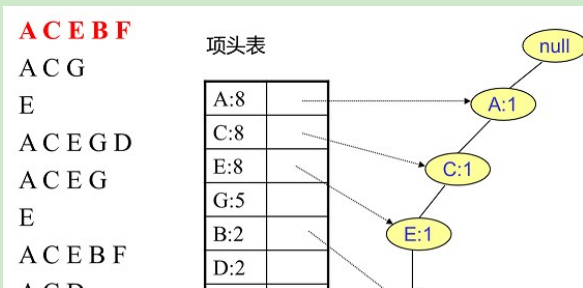 A C E B F
A C G
E
A C E G D
A C E G
E
A C E B F
A C D
项头表
A:8
C:8
E:8
G:5
B:2
D:2
null
A:1
C:1
E:1